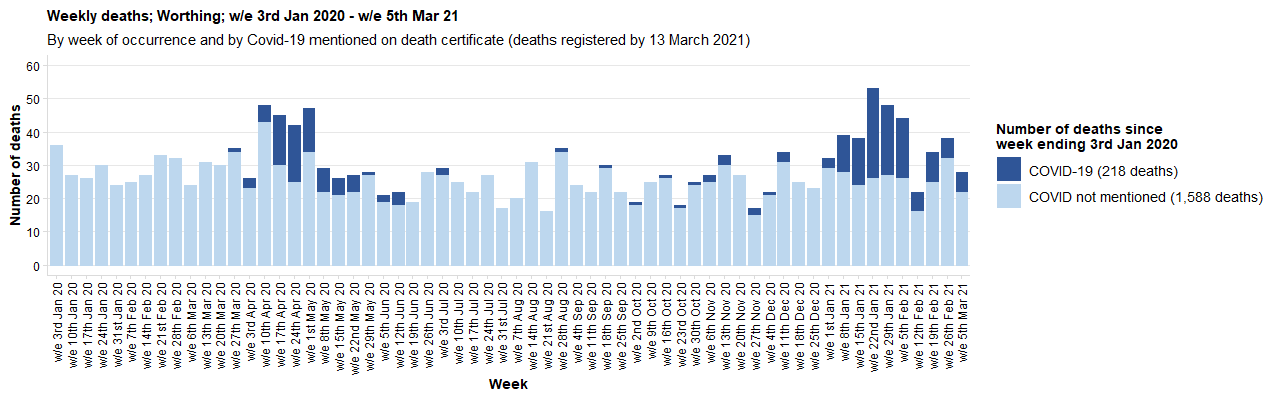 Weekly deaths; Worthing; w/e 3rd Jan 2020 - w/e 5th Mar 21
By week of occurrence and by Covid-19 mentioned on death certificate (deaths registered by 13 March 2021)
Number of deaths
60
50
40
30
20
10
0
w/e 3rd Jan 20
w/e 10th Jan 20
w/e 17th Jan 20
w/e 24th Jan 20
w/e 31st Jan 20
w/e 7th Feb 20
w/e 14th Feb 20
w/e 21st Feb 20
w/e 28th Feb 20
w/e 6th Mar 20
w/e 13th Mar 20
w/e 20th Mar 20
w/e 27th Mar 20
w/e 3rd Apr 20
w/e 10th Apr 20
w/e 17th Apr 20
w/e 24th Apr 20
w/e 1st May 20
w/e 8th May 20
w/e 15th May 20
w/e 22nd May 20
w/e 29th May 20
w/e 5th Jun 20
w/e 12th Jun 20
w/e 19th Jun 20
w/e 26th Jun 20
w/e 3rd Jul 20
w/e 10th Jul 20
w/e 17th Jul 20
w/e 24th Jul 20
w/e 31st Jul 20
w/e 7th Aug 20
w/e 14th Aug 20
w/e 21st Aug 20
w/e 28th Aug 20
w/e 4th Sep 20
w/e 11th Sep 20
w/e 18th Sep 20
w/e 25th Sep 20
w/e 2nd Oct 20
w/e 9th Oct 20
w/e 16th Oct 20
w/e 23rd Oct 20
w/e 30th Oct 20
w/e 6th Nov 20
w/e 13th Nov 20
w/e 20th Nov 20
w/e 27th Nov 20
w/e 4th Dec 20
w/e 11th Dec 20
w/e 18th Dec 20
w/e 25th Dec 20
w/e 1st Jan 21
w/e 8th Jan 21
w/e 15th Jan 21
w/e 22nd Jan 21
w/e 29th Jan 21
w/e 5th Feb 21
w/e 12th Feb 21
w/e 19th Feb 21
w/e 26th Feb 21
w/e 5th Mar 21
Week
Number of deaths since
week ending 3rd Jan 2020
COVID-19 (218 deaths)
COVID not mentioned (1,588 deaths)